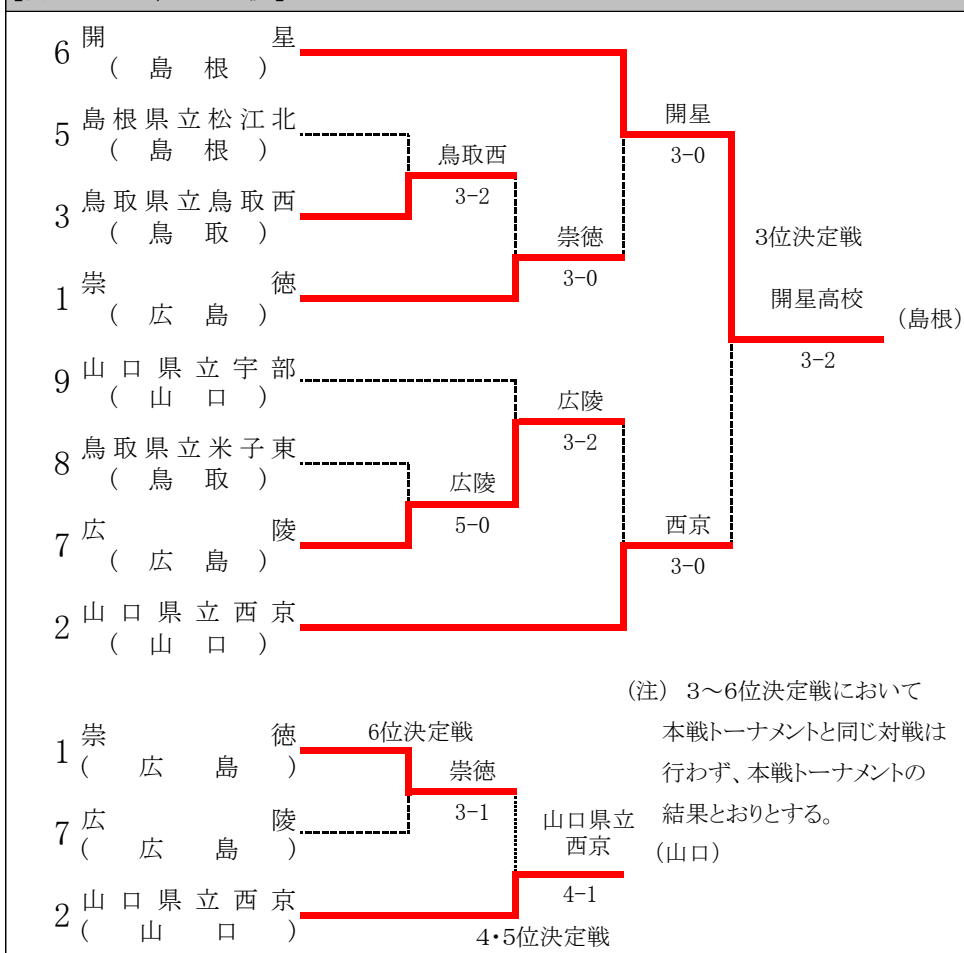 6 開星
(島根)
開星
3-0
5 島根県立松江北
(島根)
鳥取西
3-2
3 鳥取県立鳥取西
(鳥取)
崇徳
3-0
3位決定戦
1 崇徳
(広島)
開星高校
(島根)
3-2
9 山口県立宇部
(山口)
広陵
3-2
8 鳥取県立米子東
(鳥取)
広陵
5-0
7 広陵
(広島)
西京
3-0
2 山口県立西京
(山口)
(注) 3~6位決定戦において
本戦トーナメントと同じ対戦は
行わず、本戦トーナメントの
結果とおりとする。
1 崇徳
(広島)
6位決定戦
崇徳
3-1
7 広陵
(広島)
山口県立
西京
(山口)
4-1
2 山口県立西京
(山口)
4・5位決定戦